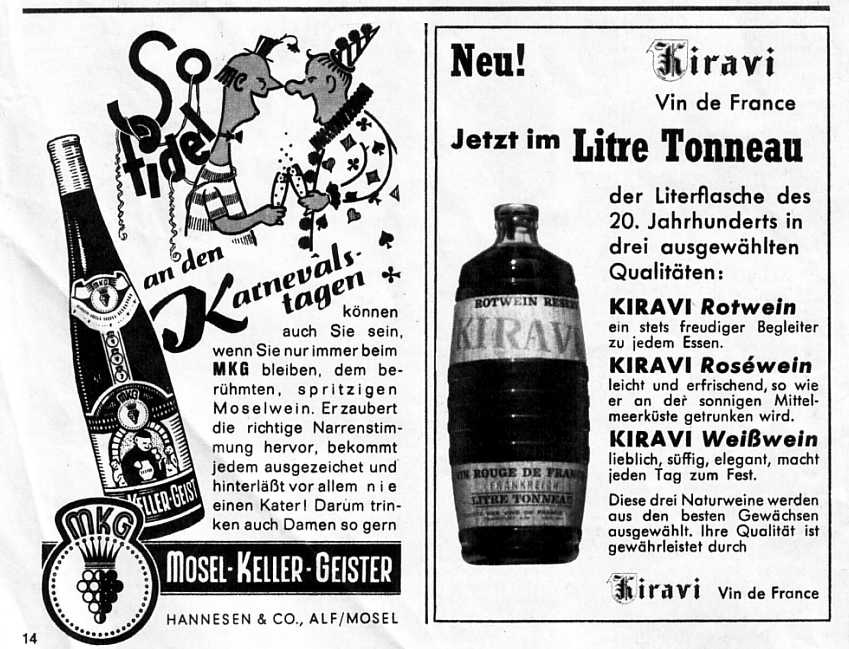 So
fidel
an den
Karnevals-
tagen
können
auch Sie sein,
wenn Sie nur immer beim
MKG bleiben, dem be-
rühmten, spritzigen
Moselwein. Er zaubert
die richtige Narrenstim-
mung hervor, bekommt
jedem ausgezeichet und
hinterläßt vor allem nie
einen Kater! Darum trin-
ken auch Damen so gern
MKG
MKG
KELLER-GEIST
MKG
MOSEL-KELLER-GEISTER
HANNESEN & CO., ALF/MOSEL
14
Neu!
Kiravi
Vin de France
Jetzt im Litre Tonneau
der Literflasche des
20. Jahrhunderts in
drei ausgewählten
Qualitäten:
KIRAVI Rotwein
ein stets freudiger Begleiter
zu jedem Essen.
KIRAVI Roséwein
leicht und erfrischend, so wie
er an der sonnigen Mittel-
meerküste getrunken wird.
KIRAVI Weißwein
lieblich, süffig, elegant, macht
jeden Tag zum Fest.
Diese drei Naturweine werden
aus den besten Gewächsen
ausgewählt. Ihre Qualität ist
gewährleistet durch
Kiravi Vin de France
ROTWEIN RESER
KIRAVI
VIN ROUGE DE FRAN
FRANKREICH
LITRE TONNEAU